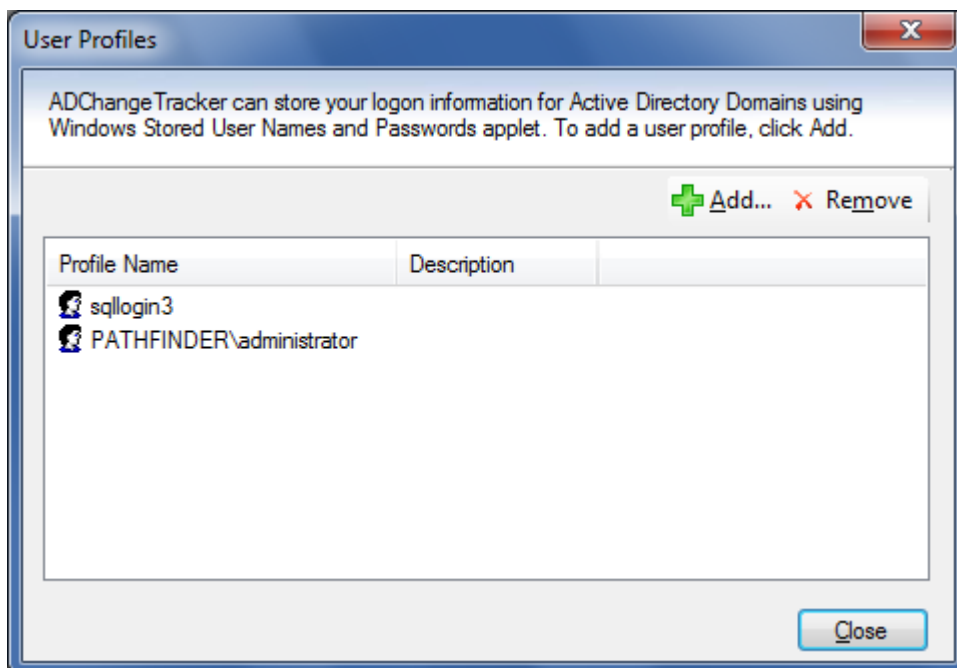 User Profiles
ADChangeTracker can store your logon information for Active Directory Domains using
Windows Stored User Names and Passwords applet. To add a user profile, click Add.
Add... Remove
Profile Name Description
sqllogin3
PATHFINDER\administrator
Close